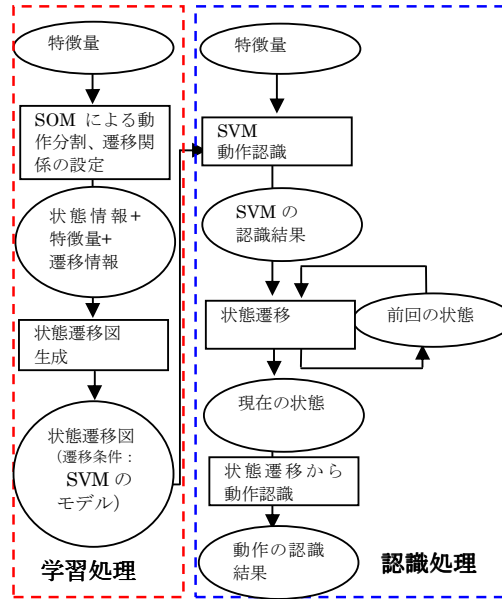 特徴量
SOM による動
作分割、遷移関
係の設定
状態情報+
特徴量+
遷移情報
状態遷移図
生成
状態遷移図
（遷移条件：
SVM の
モデル）
学習処理
特徴量
SVM
動作認識
SVM の
認識結果
状態遷移
前回の状態
現在の状態
状態遷移から
動作認識
動作の認識
結果
認識処理